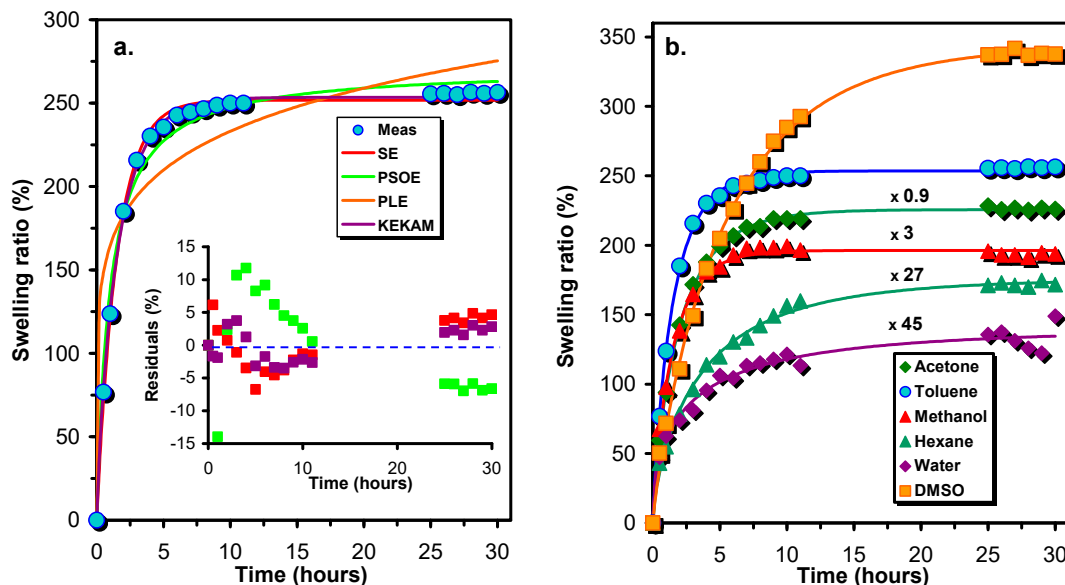 a.
Swelling ratio (%)
300
250
200
150
100
50
0
0
5
10
15
20
25
30
Time (hours)
Meas
SE
PSOE
PLE
KEKAM
Residuals (%)
15
10
5
0
-5
-10
-15
0
10
20
30
Time (hours)
b.
Swelling ratio (%)
350
300
250
200
150
100
50
0
0
5
10
15
20
25
30
Time (hours)
x 0.9
x 3
x 27
x 45
Acetone
Toluene
Methanol
Hexane
Water
DMSO